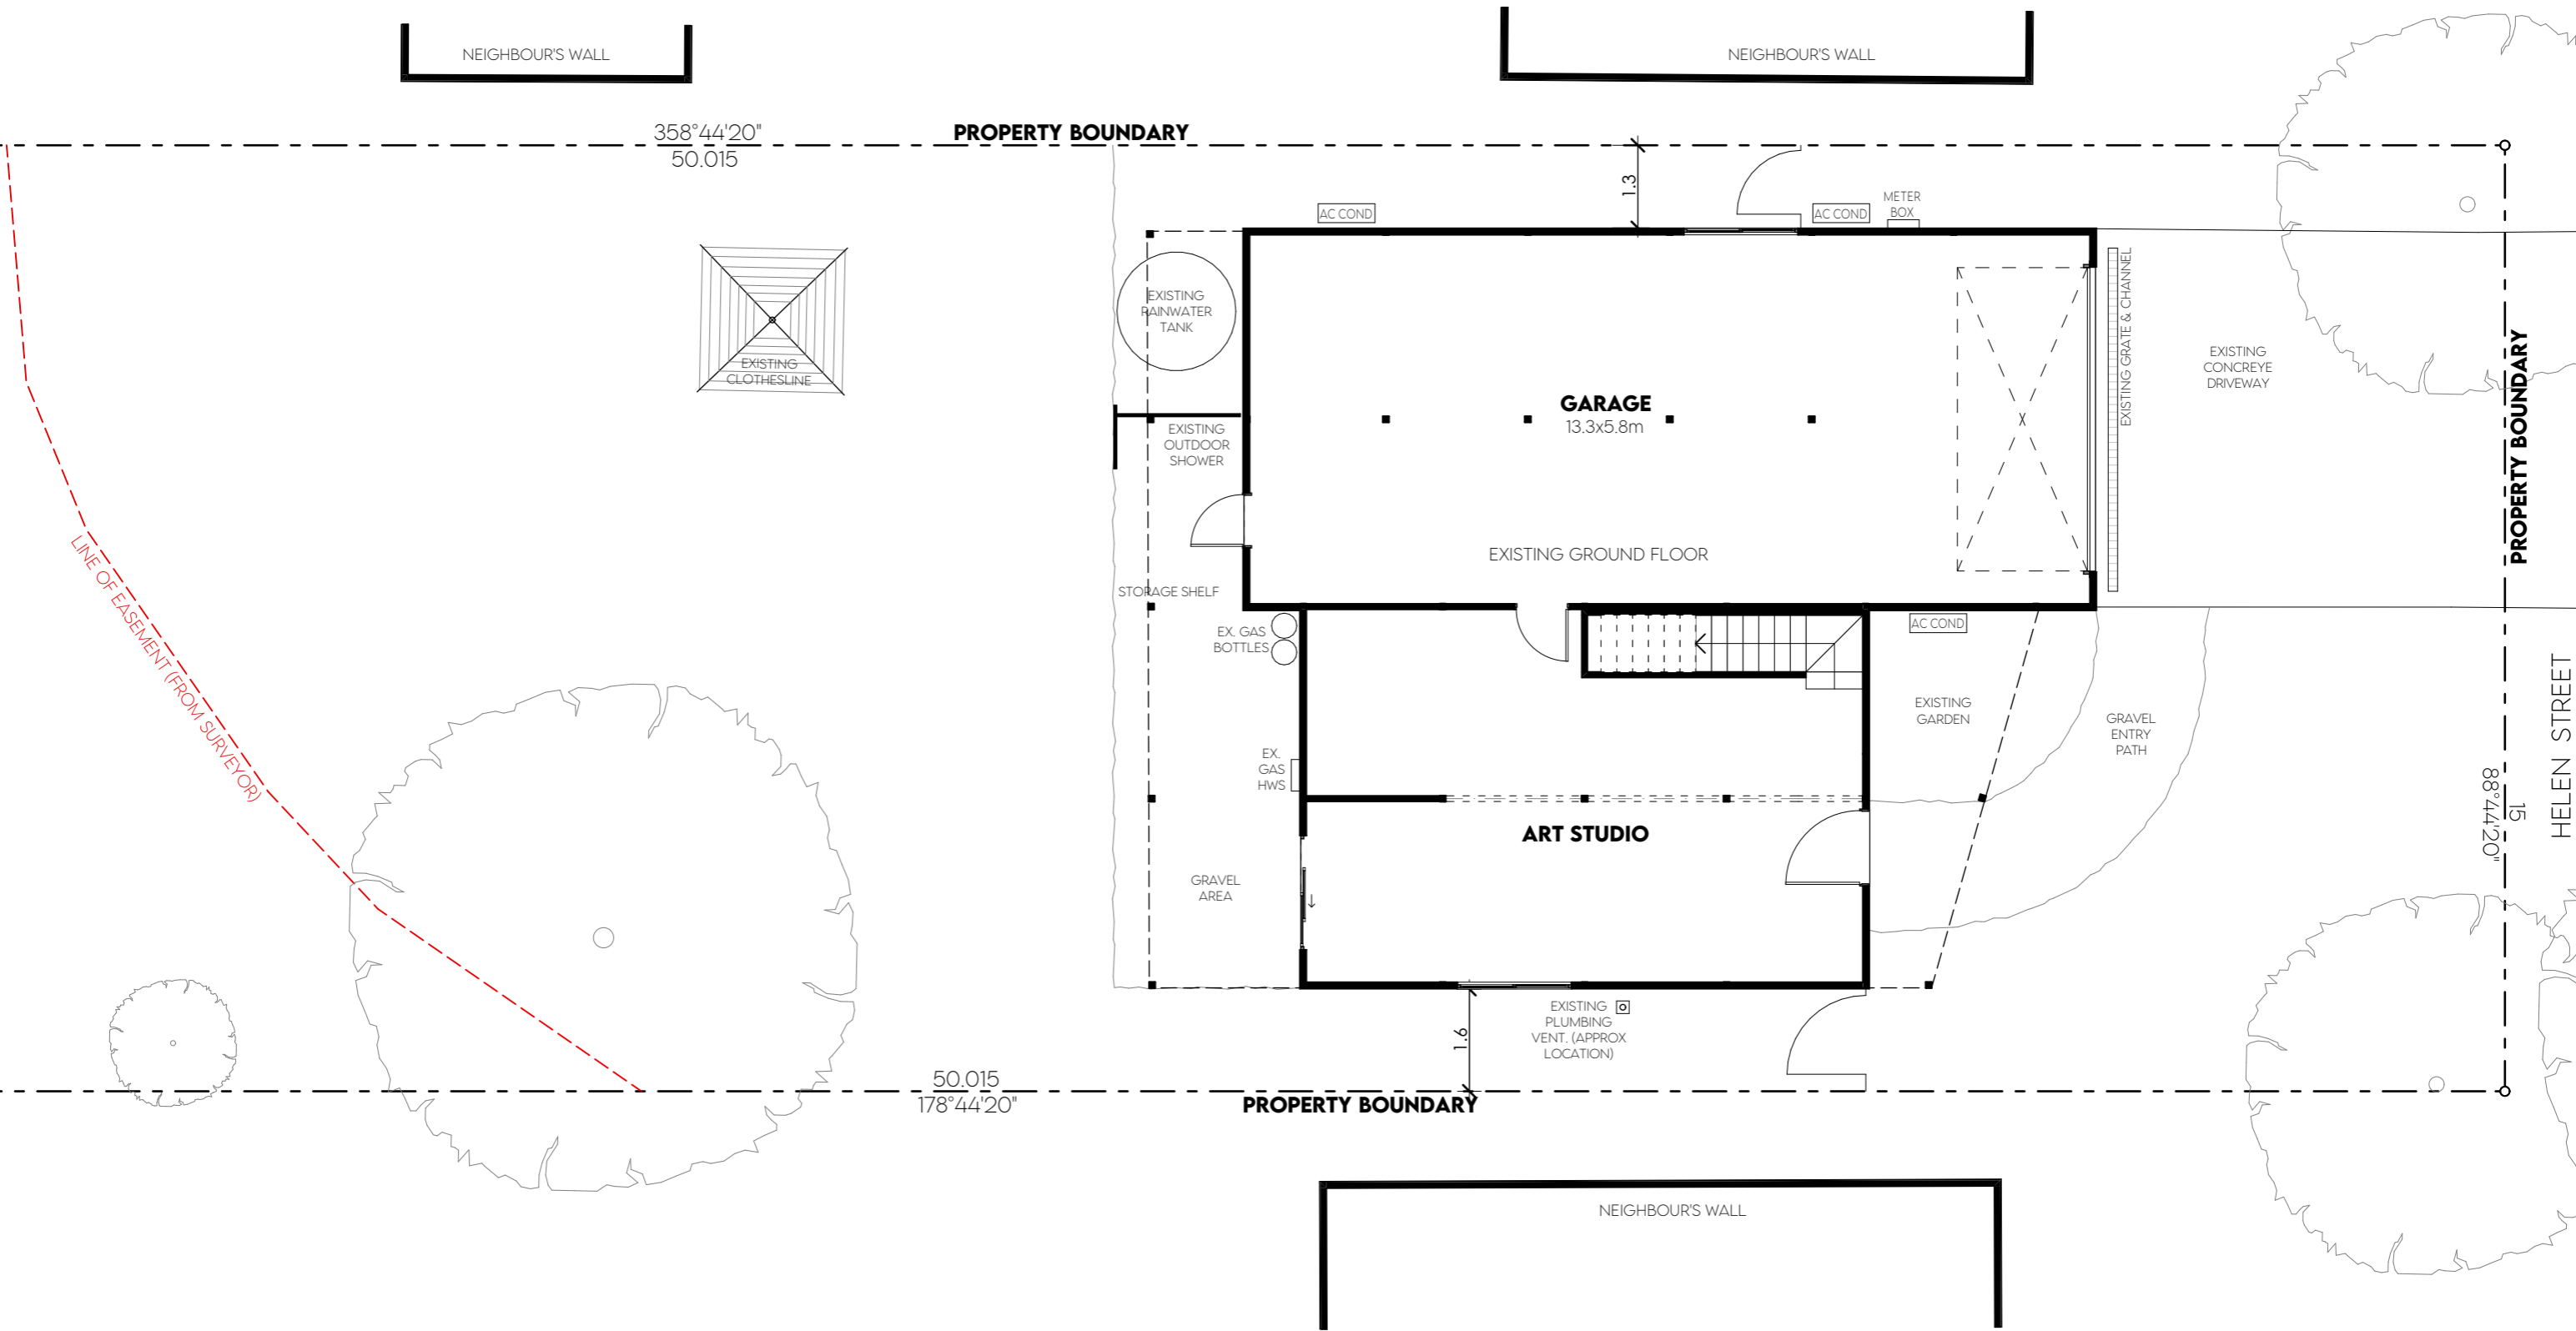 NEIGHBOUR'S WALL
NEIGHBOUR'S WALL
358°44'20"
50.015
PROPERTY BOUNDARY
1.3
AC COND
AC COND
METER
BOX
EXISTING
RAINWATER
TANK
EXISTING
CLOTHESLINE
EXISTING GRATE & CHANNEL
EXISTING
CONCREYE
DRIVEWAY
PROPERTY BOUNDARY
GARAGE
13.3x5.8m
EXISTING
OUTDOOR
SHOWER
EXISTING GROUND FLOOR
STORAGE SHELF
LINE OF EASEMENT (FROM SURVEYOR)
EX. GAS
BOTTLES
AC COND
EXISTING
GARDEN
GRAVEL
ENTRY
PATH
HELEN STREET
15
88°44'20"
EX.
GAS
HWS
ART STUDIO
GRAVEL
AREA
EXISTING
PLUMBING
VENT. (APPROX
LOCATION)
1.6
50.015
178°44'20"
PROPERTY BOUNDARY
NEIGHBOUR'S WALL